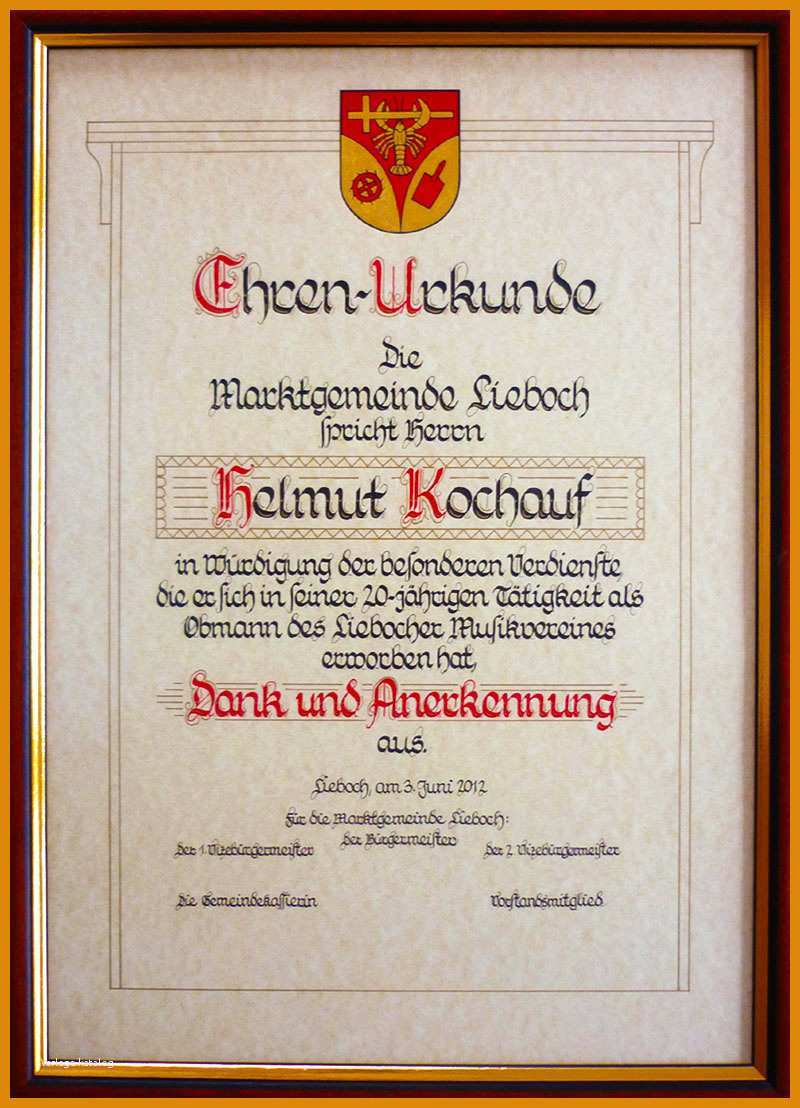 Ehren-Urkunde
Die
Marktgemeinde Lieboch
spricht Herrn
Helmut Kochauf
in Würdigung der besonderen Verdienste,
die er sich in seiner 20-jährigen Tätigkeit als
Obmann des Liebocher Musikvereines
erworben hat,
Dank und Anerkennung
aus.
Lieboch, am 3. Juni 2012
Für die Marktgemeinde Lieboch:
der Bürgermeister
der 1. Vizebürgermeister
der 2. Vizebürgermeister
die Gemeindekassierin
Vorstandsmitglied
vorlage-katalog